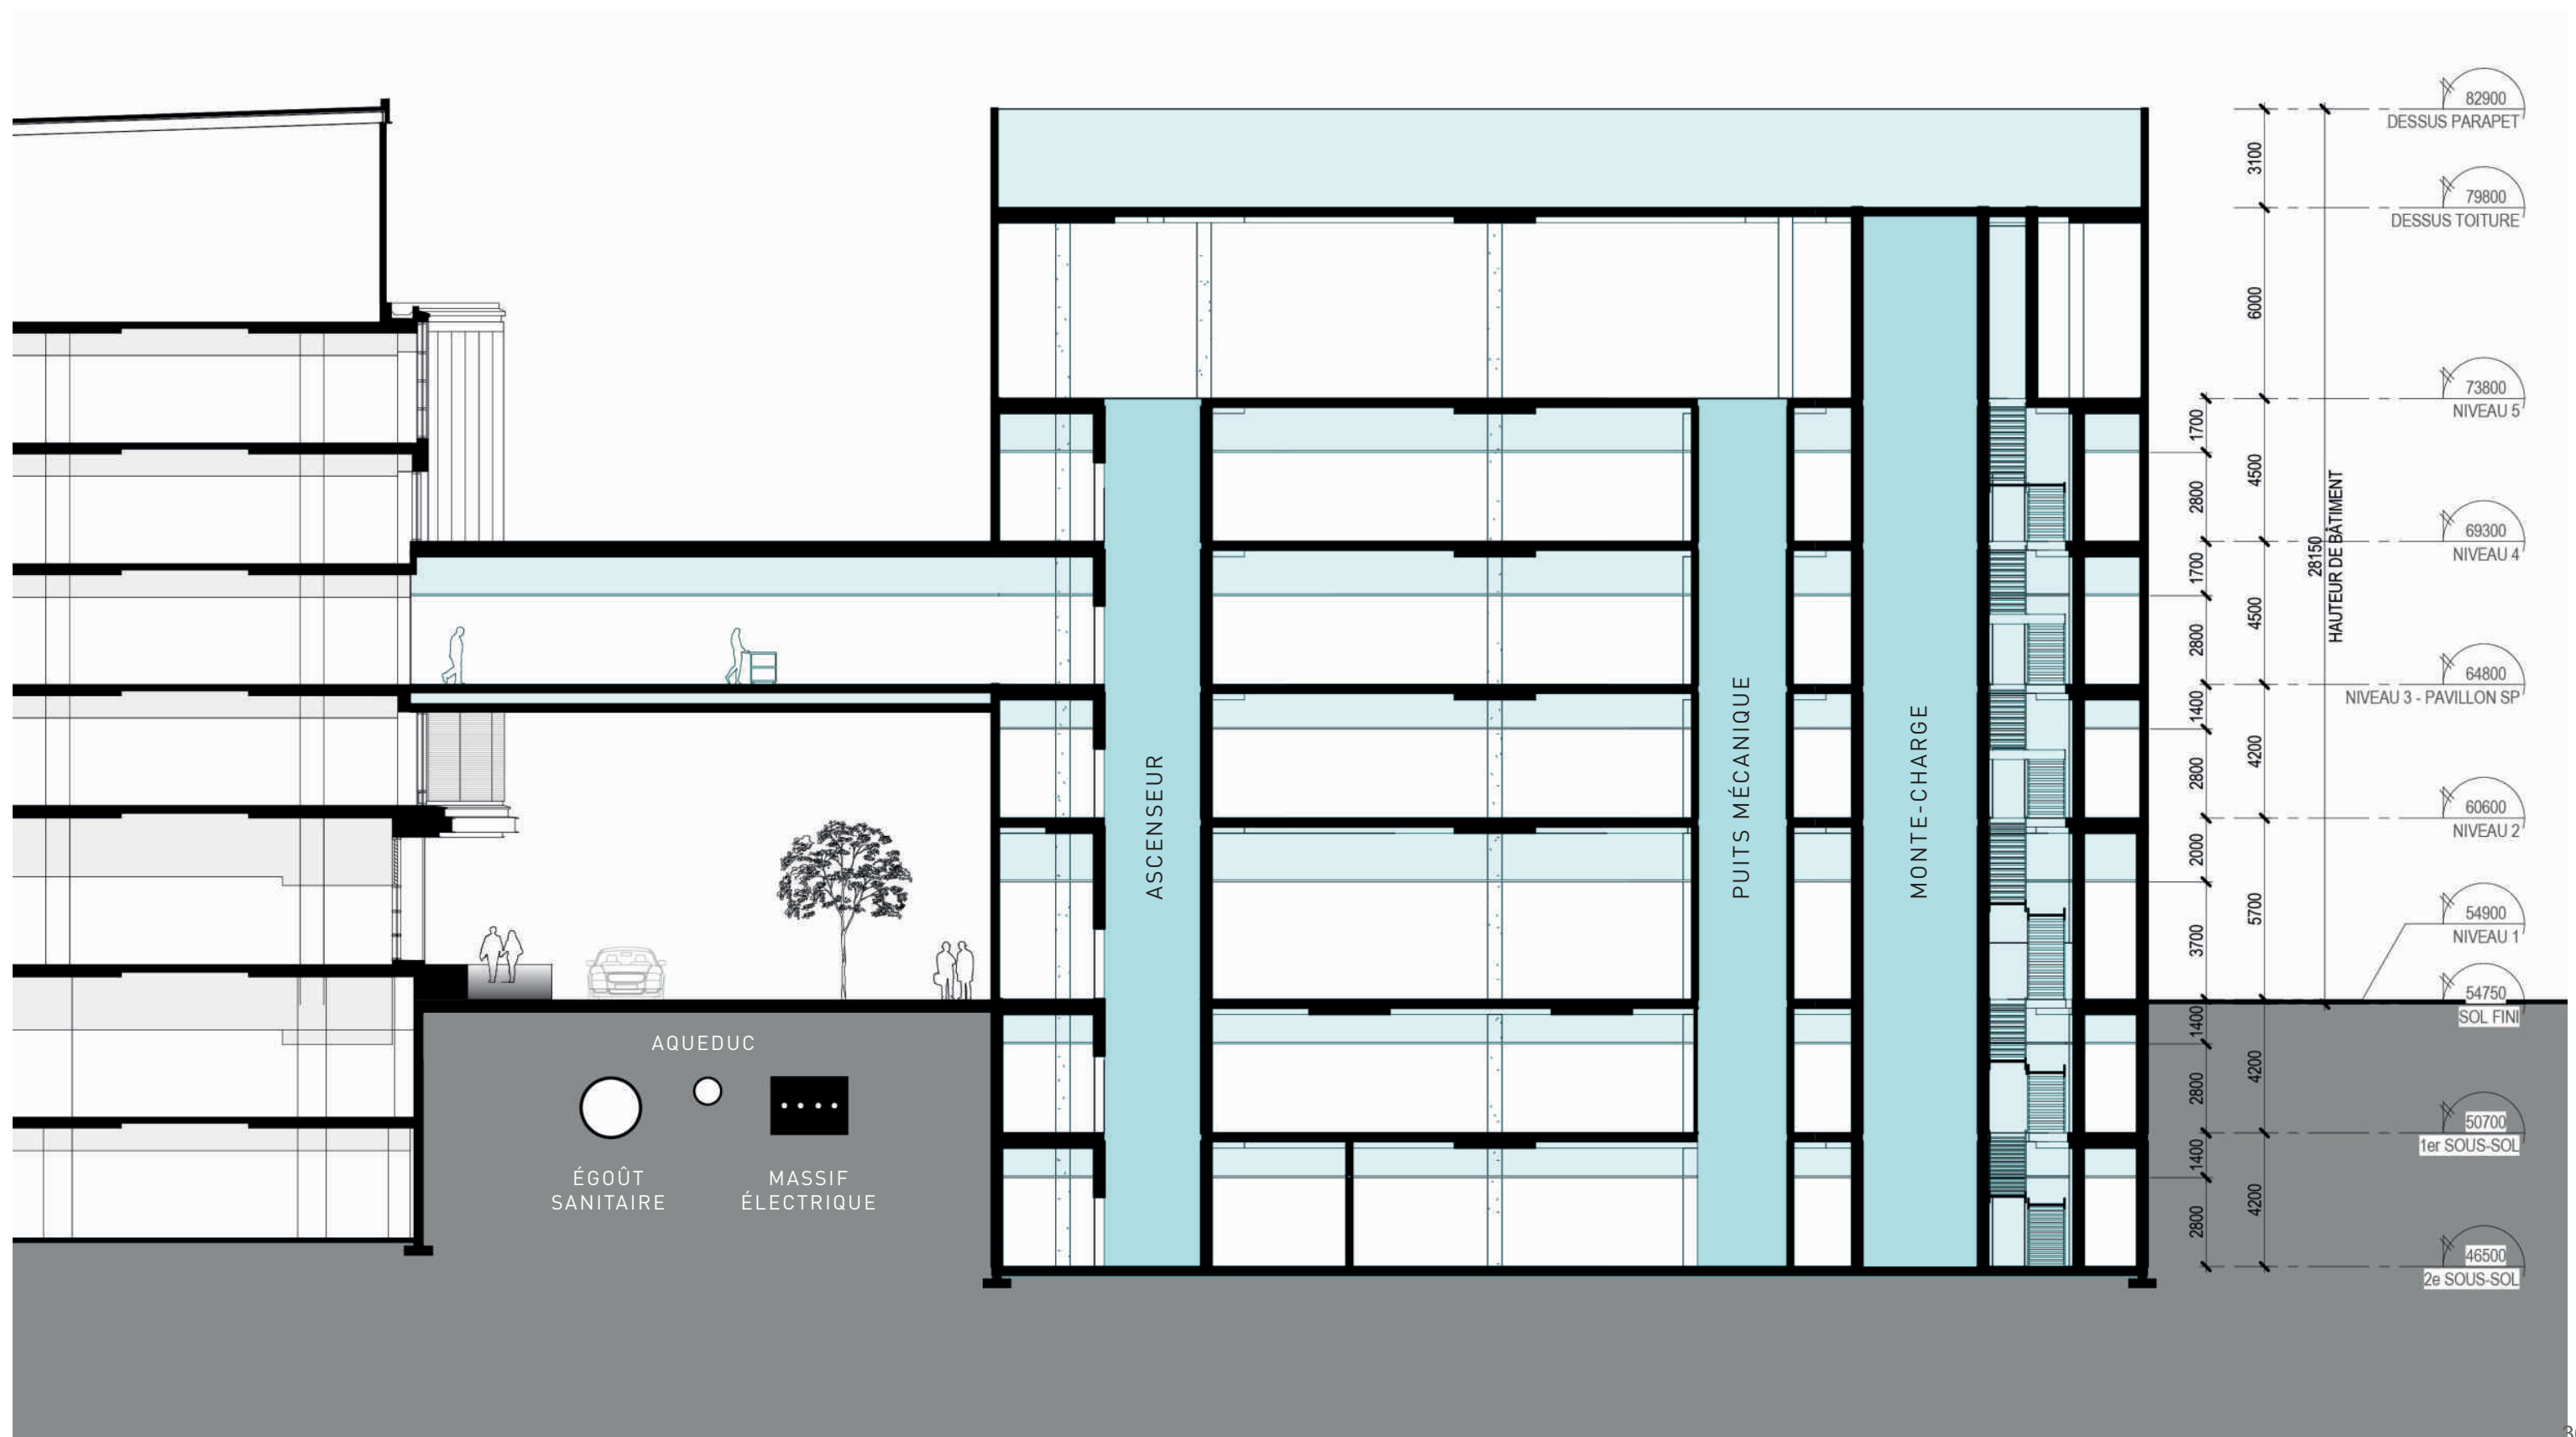 82900
DESSUS PARAPET
3100
79800
DESSUS TOITURE
6000
73800
NIVEAU 5
1700
4500
2800
69300
NIVEAU 4
1700
4500
2800
28150
HAUTEUR DE BÂTIMENT
64800
NIVEAU 3 - PAVILLON SP
1400
4200
2800
60600
NIVEAU 2
2000
5700
3700
54900
NIVEAU 1
54750
SOL FINI
1400
4200
2800
50700
1er SOUS-SOL
1400
4200
2800
46500
2e SOUS-SOL
ASCENSEUR
PUITS MÉCANIQUE
MONTE-CHARGE
AQUEDUC
ÉGOÛT
SANITAIRE
MASSIF
ÉLECTRIQUE
3